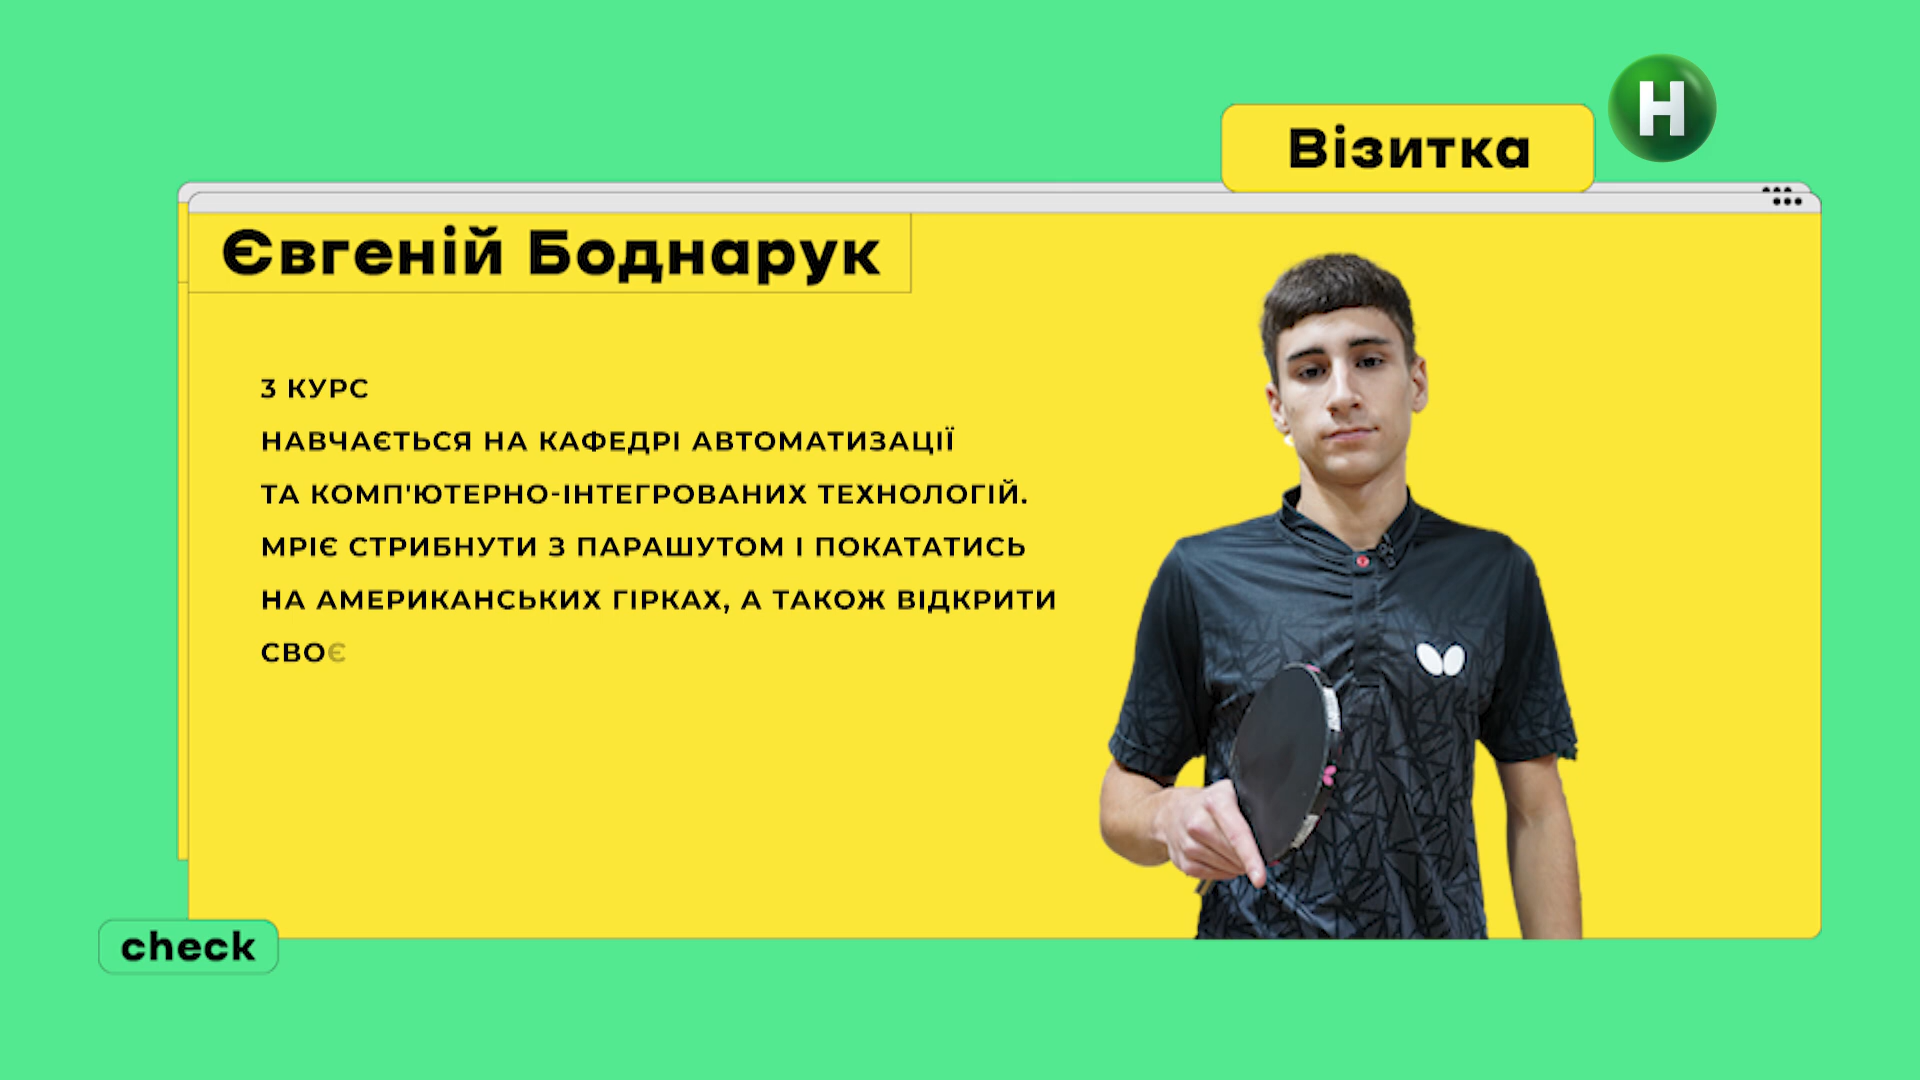 Н
Візитка
Євгеній Боднарук
3 КУРС
НАВЧАЄТЬСЯ НА КАФЕДРІ АВТОМАТИЗАЦІЇ
ТА КОМП'ЮТЕРНО-ІНТЕГРОВАНИХ ТЕХНОЛОГІЙ.
МРІЄ СТРИБНУТИ З ПАРАШУТОМ І ПОКАТАТИСЬ
НА АМЕРИКАНСЬКИХ ГІРКАХ, А ТАКОЖ ВІДКРИТИ
СВОЄ
check